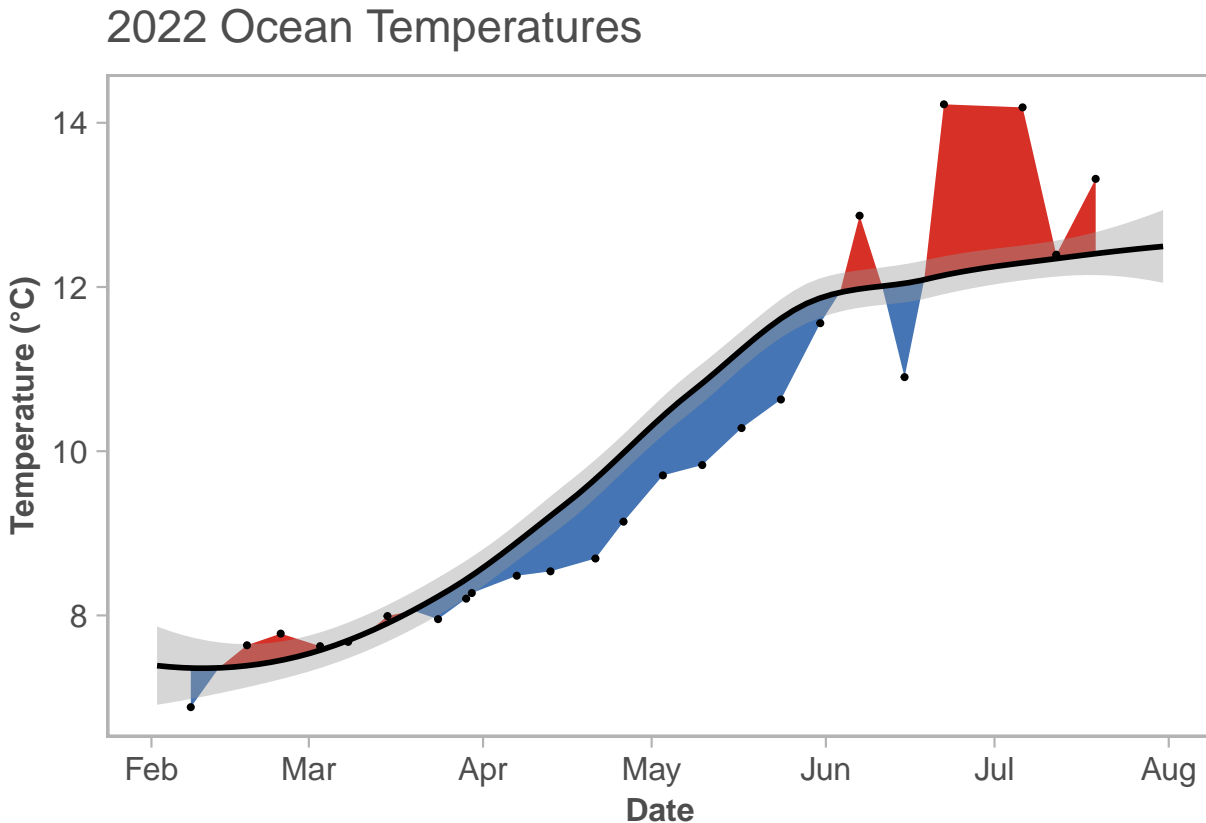 2022 Ocean Temperatures
Temperature (°C)
14
12
10
8
Feb Mar Apr May Jun Jul Aug
Date